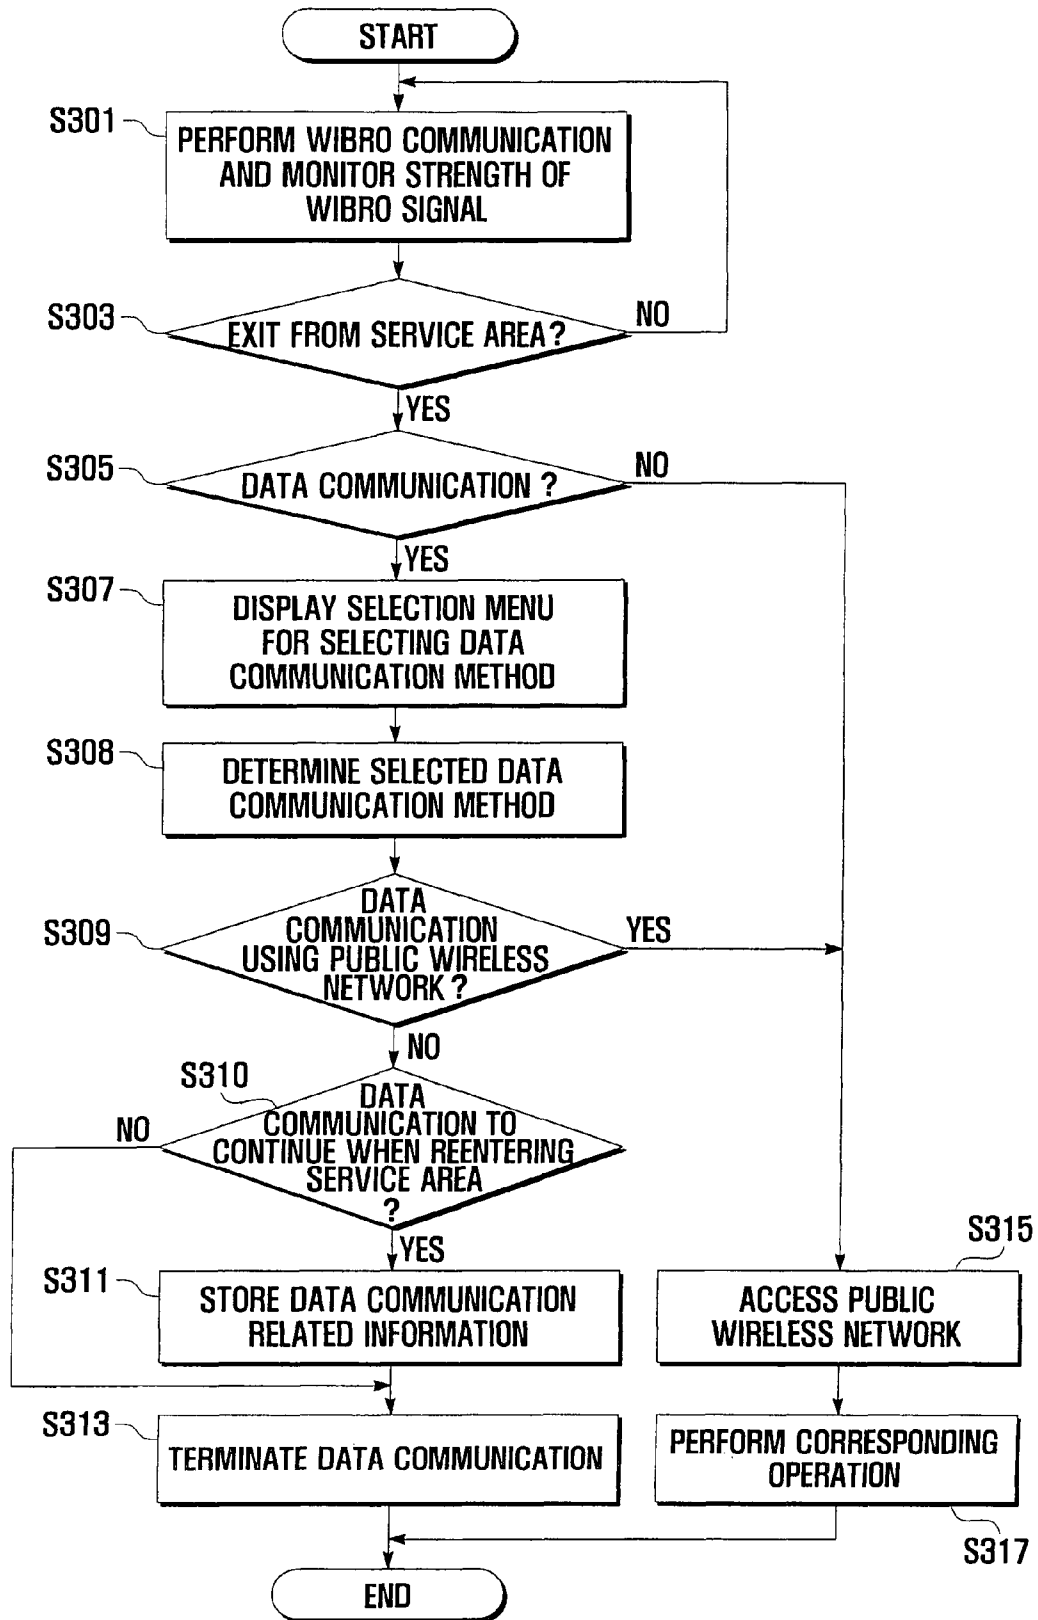 START
S301
PERFORM WIBRO COMMUNICATION
AND MONITOR STRENGTH OF
WIBRO SIGNAL
S303
EXIT FROM SERVICE AREA?
NO
YES
S305
DATA COMMUNICATION ?
NO
YES
S307
DISPLAY SELECTION MENU
FOR SELECTING DATA
COMMUNICATION METHOD
S308
DETERMINE SELECTED DATA
COMMUNICATION METHOD
S309
DATA
COMMUNICATION
USING PUBLIC WIRELESS
NETWORK ?
YES
NO
S310
DATA
COMMUNICATION TO
CONTINUE WHEN REENTERING
SERVICE AREA
?
NO
YES
S311
STORE DATA COMMUNICATION
RELATED INFORMATION
S315
ACCESS PUBLIC
WIRELESS NETWORK
S313
TERMINATE DATA COMMUNICATION
PERFORM CORRESPONDING
OPERATION
S317
END